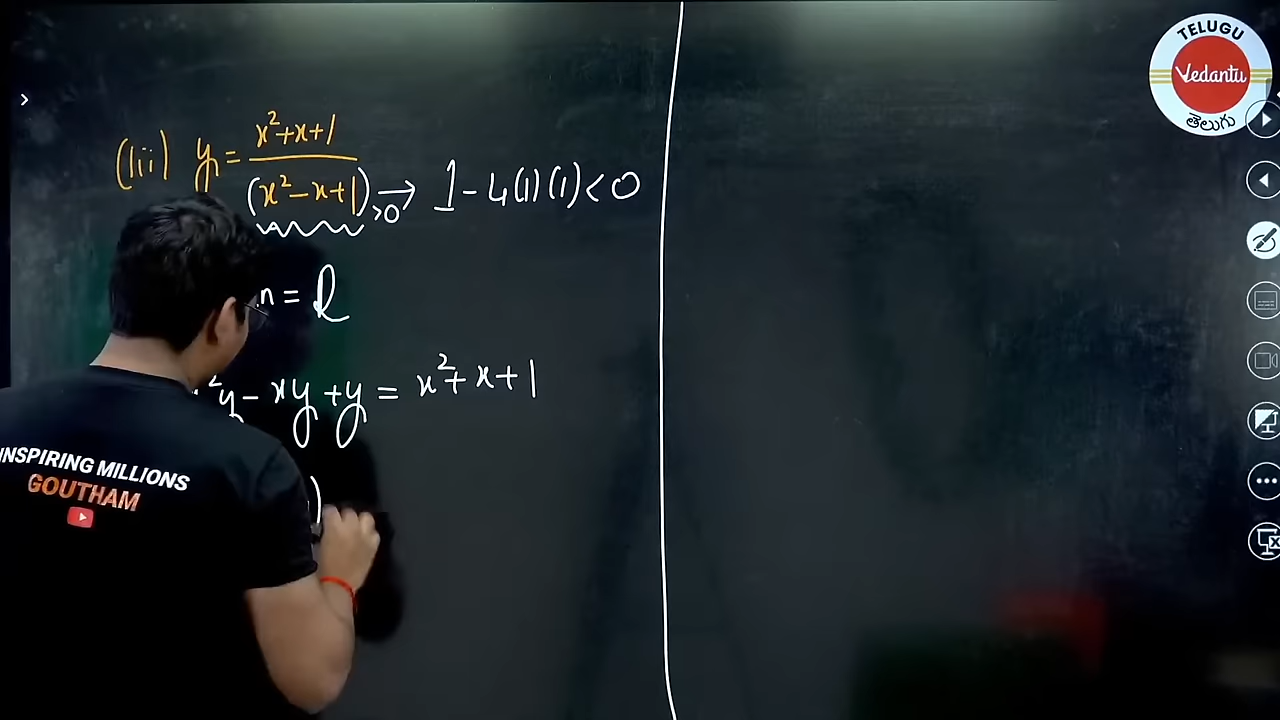 TELUGU
Vedantu
తెలుగు
(iii) y = x²+x+1 / (x²-x+1) >0 → 1-4(1)(1)<0
n = R
x²y - xy + y = x² + x + 1
)
INSPIRING MILLIONS
GOUTHAM